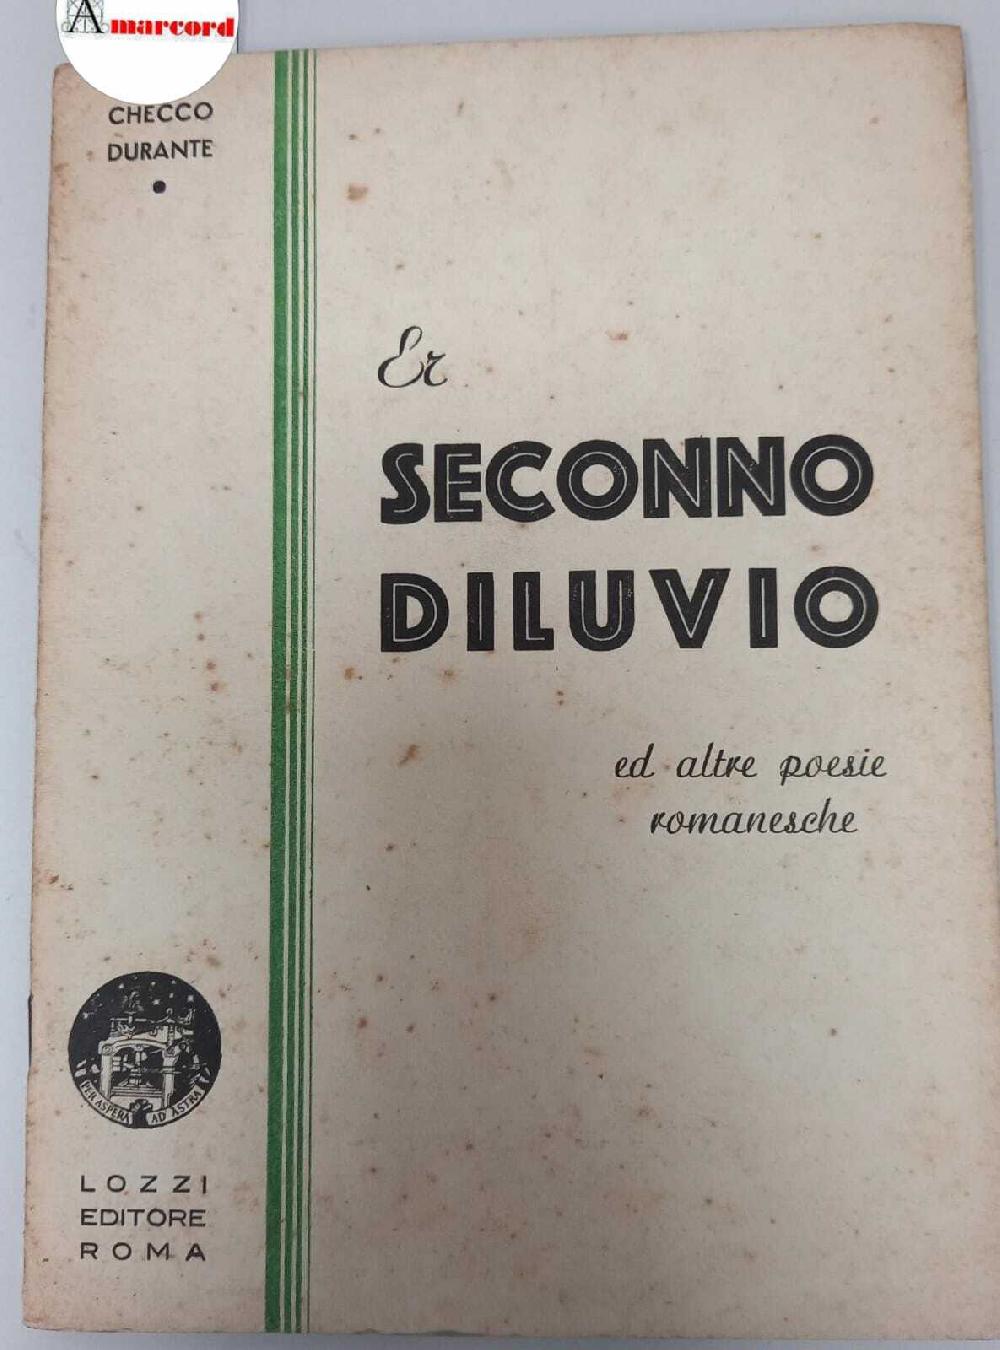 Amarcord
CHECCO
DURANTE
Er
SECONNO
DILUVIO
ed altre poesie
romanesche
PER ASPERA AD ASTRA
LOZZI
EDITORE
ROMA